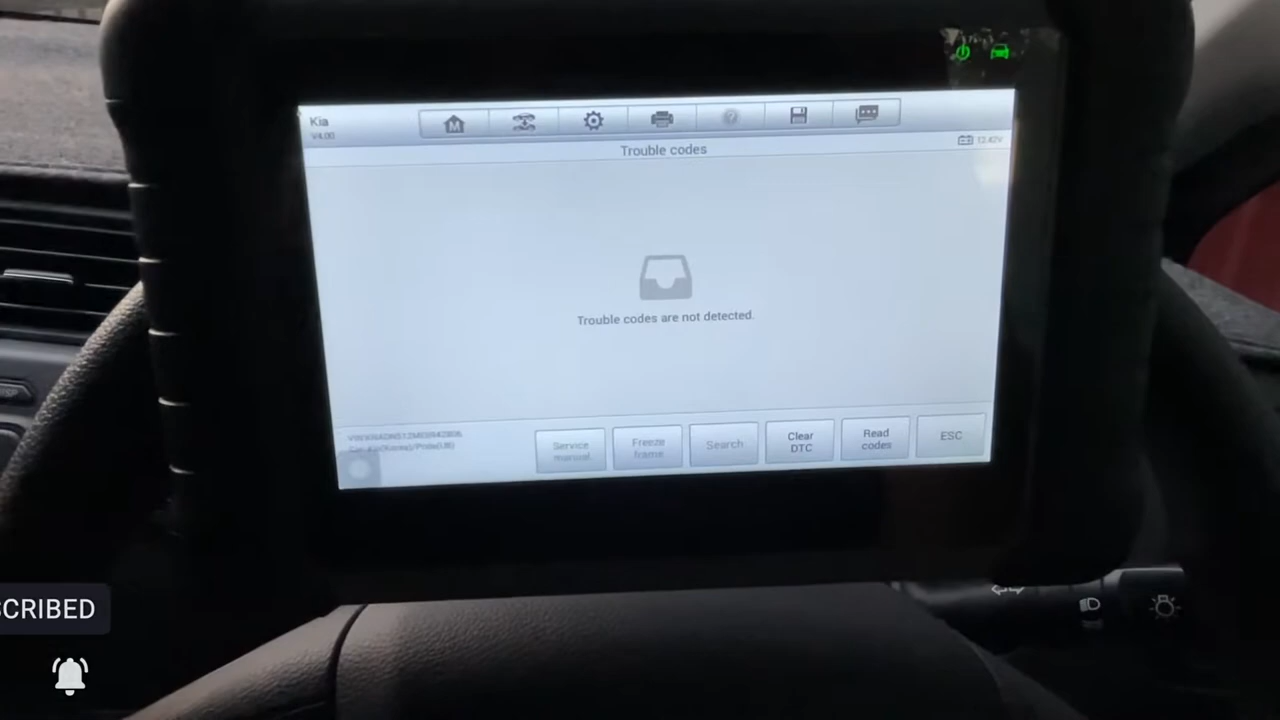 Kia
V4.00
M
?
Trouble codes
12.42V
Trouble codes are not detected.
Service
manual
Freeze
frame
Search
Clear
DTC
Read
codes
ESC
SCRIBED